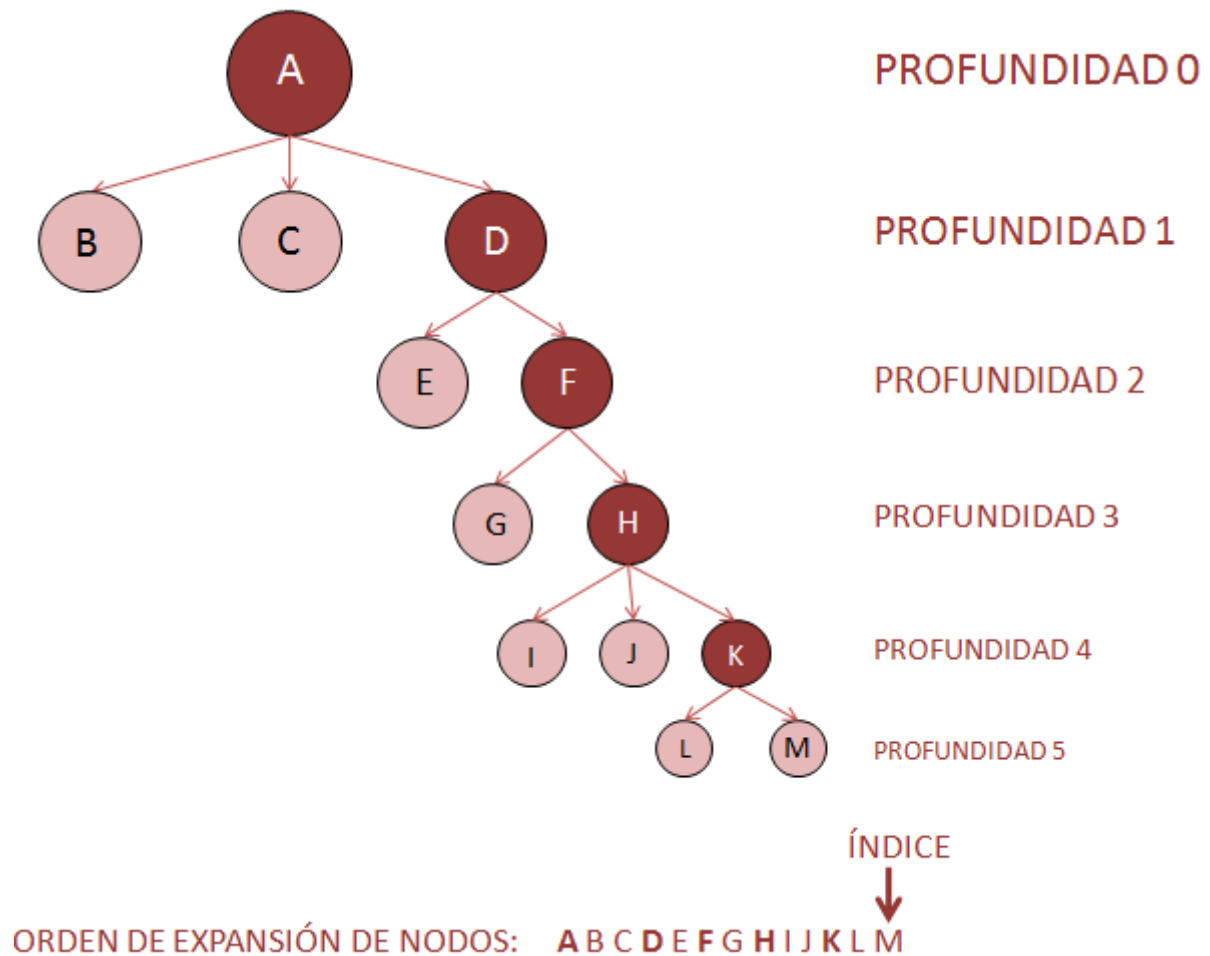 A
PROFUNDIDAD 0
B C D
PROFUNDIDAD 1
E F
PROFUNDIDAD 2
G H
PROFUNDIDAD 3
I J K
PROFUNDIDAD 4
L M
PROFUNDIDAD 5
ÍNDICE
ORDEN DE EXPANSIÓN DE NODOS: A B C D E F G H I J K L M